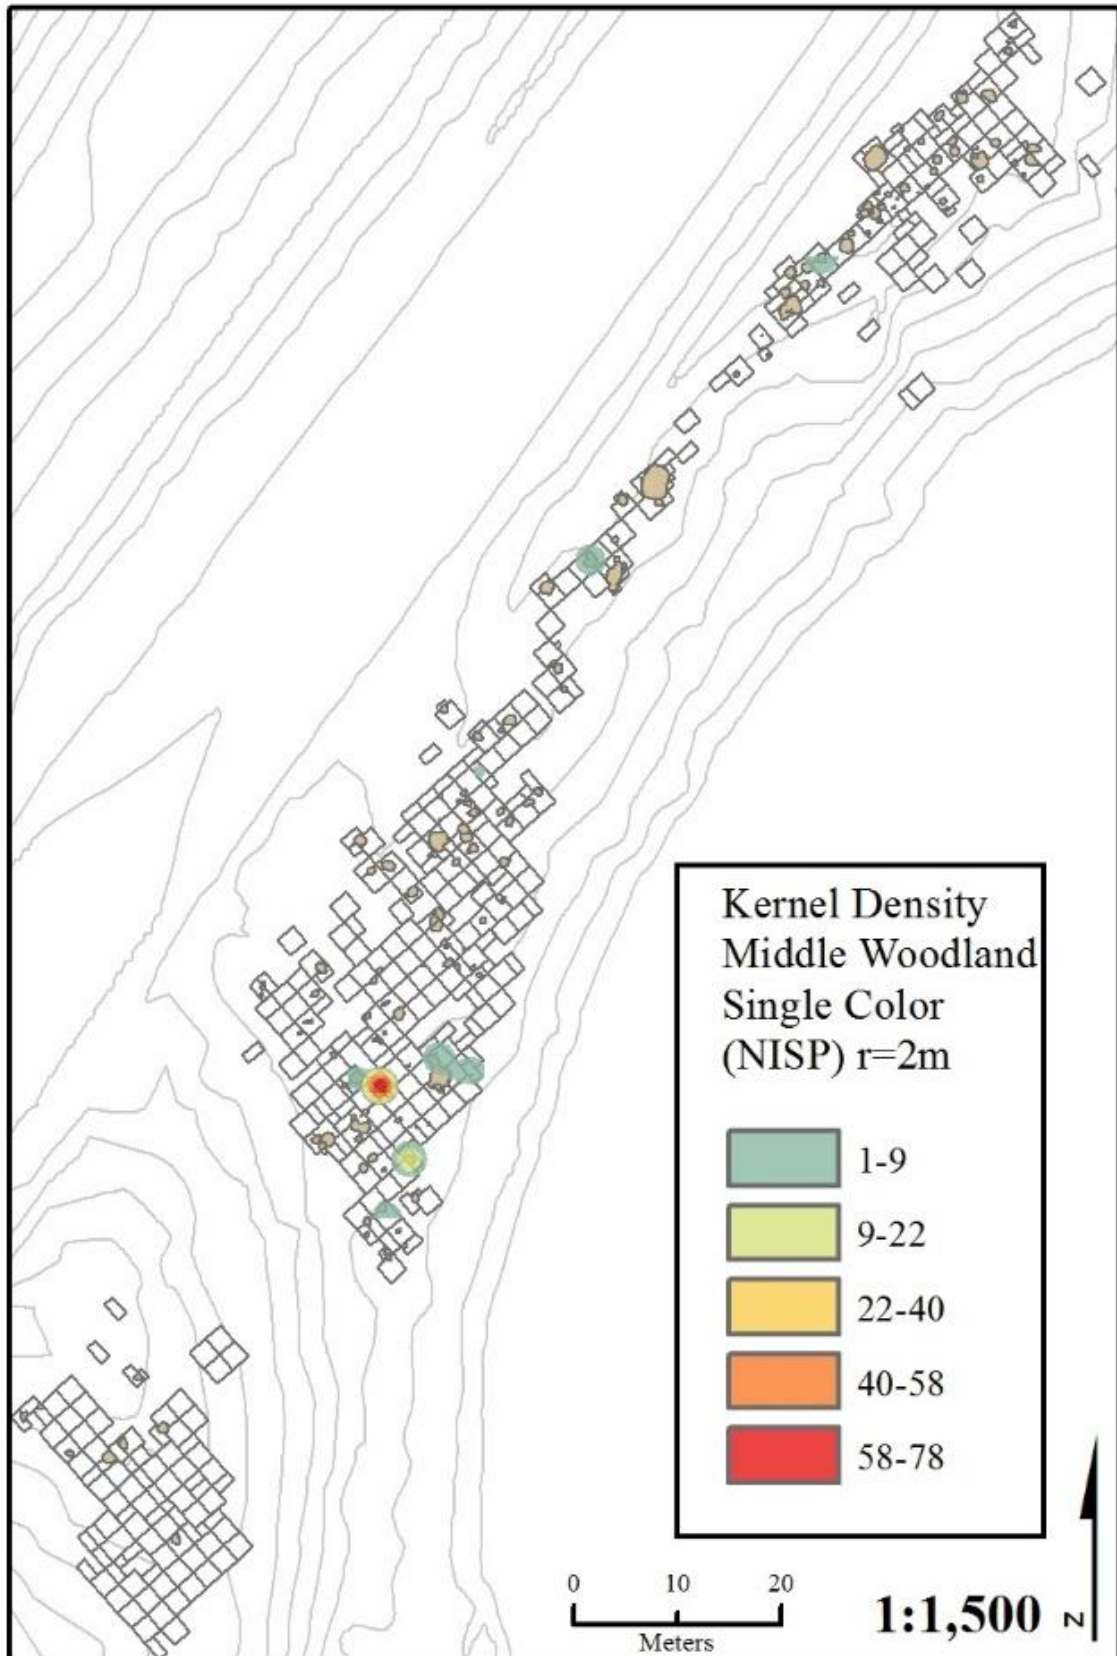 Kernel Density
Middle Woodland
Single Color
(NISP) r=2m
1-9
9-22
22-40
40-58
58-78
0 10 20
Meters
1:1,500
N